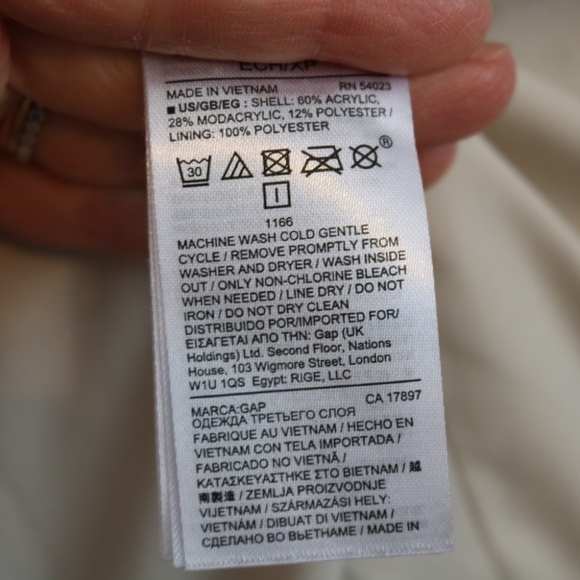 ECH/XP
MADE IN VIETNAM RN 54023
■ US/GB/EG : SHELL: 60% ACRYLIC,
28% MODACRYLIC, 12% POLYESTER /
LINING: 100% POLYESTER
30
®
1166
MACHINE WASH COLD GENTLE
CYCLE / REMOVE PROMPTLY FROM
WASHER AND DRYER / WASH INSIDE
OUT / ONLY NON-CHLORINE BLEACH
WHEN NEEDED / LINE DRY / DO NOT
IRON / DO NOT DRY CLEAN
DISTRIBUIDO POR/IMPORTED FOR/
ΕΙΣΑΓΕΤΑΙ ΑΠΟ ΤΗΝ: Gap (UK
Holdings) Ltd. Second Floor, Nations
House, 103 Wigmore Street, London
W1U 1QS Egypt: RIGE, LLC
MARCA:GAP CA 17897
ОДЕЖДА ТРЕТЬЕГО СЛОЯ
FABRIQUE AU VIETNAM / HECHO EN
VIETNAM CON TELA IMPORTADA /
FABRICADO NO VIETNÃ /
ΚΑΤΑΣΚΕΥΑΣΤΗΚΕ ΣΤΟ ΒΙΕΤΝΑΜ / 越
南製造 / ZEMLJA PROIZVODNJE
VIJETNAM / SZÁRMAZÁSI HELY:
VIETNÁM / DIBUAT DI VIETNAM /
СДЕЛАНО ВО ВЬЕТНАМЕ / MADE IN